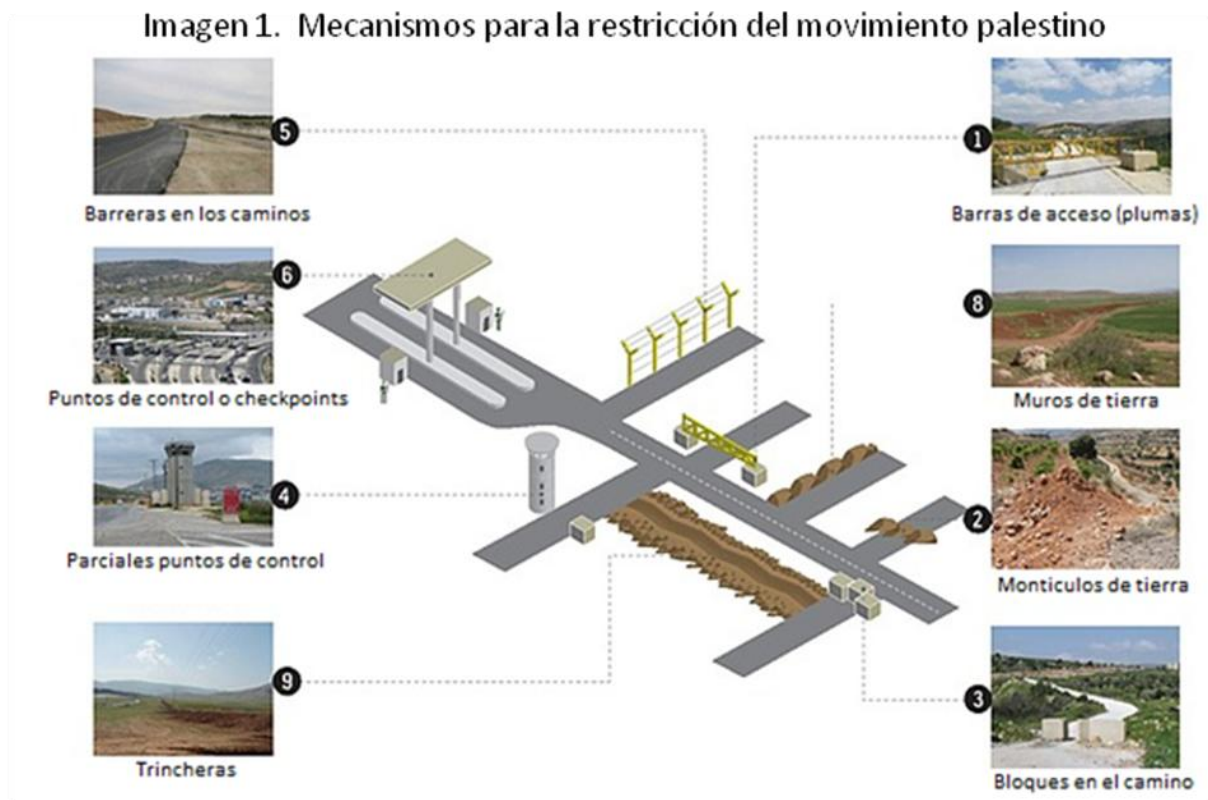 Imagen 1. Mecanismos para la restricción del movimiento palestino
5
Barreras en los caminos
6
Puntos de control o checkpoints
4
Parciales puntos de control
9
Trincheras
1
Barras de acceso (plumas)
8
Muros de tierra
2
Monticulos de tierra
3
Bloques en el camino